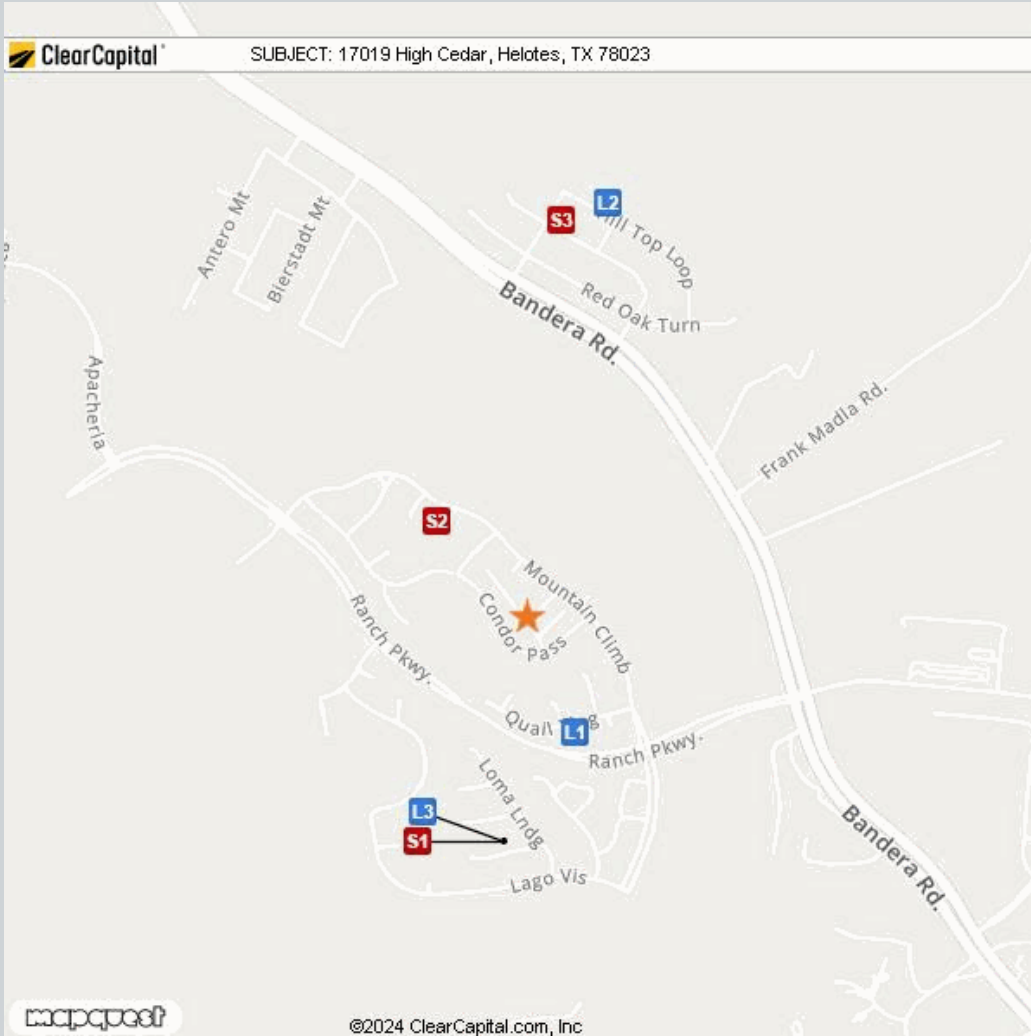 ClearCapital
SUBJECT: 17019 High Cedar, Helotes, TX 78023
Antero Mt
Bierstadt Mt
S3
L2
Hill Top Loop
Red Oak Turn
Bandera Rd.
Apacheria
Frank Madla Rd.
S2
Mountain Climb
Condor Pass
Ranch Pkwy.
Quail
L1
Ranch Pkwy.
Loma Lndg
L3
S1
Lago Vis
Bandera Rd.
mapquest
©2024 ClearCapital.com, Inc